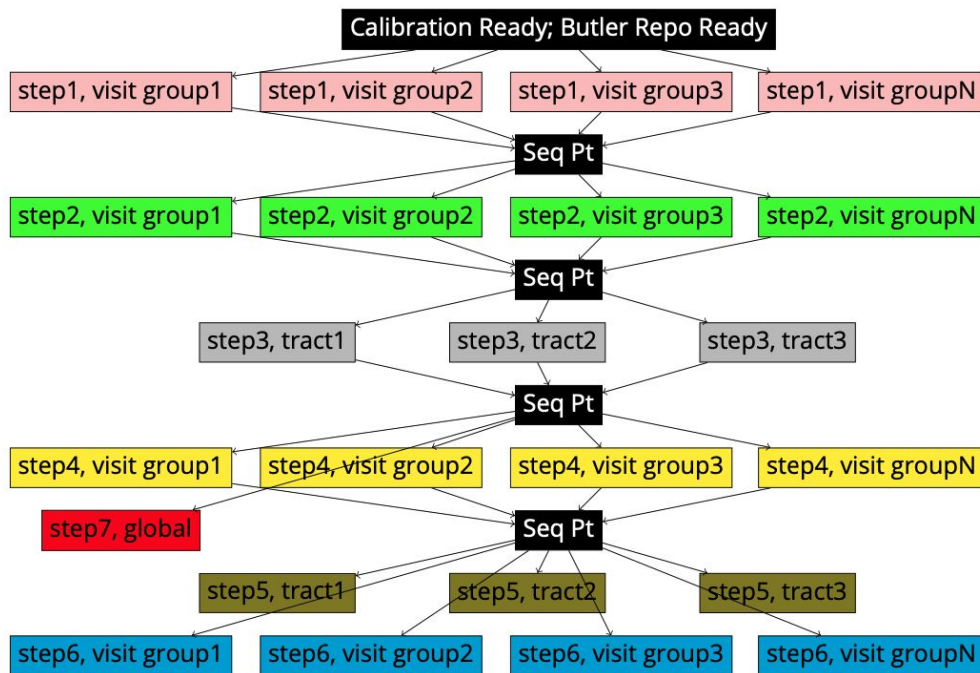 Calibration Ready; Butler Repo Ready
step1, visit group1
step1, visit group2
step1, visit group3
step1, visit groupN
Seq Pt
step2, visit group1
step2, visit group2
step2, visit group3
step2, visit groupN
Seq Pt
step3, tract1
step3, tract2
step3, tract3
Seq Pt
step4, visit group1
step4, visit group2
step4, visit group3
step4, visit groupN
step7, global
Seq Pt
step5, tract1
step5, tract2
step5, tract3
step6, visit group1
step6, visit group2
step6, visit group3
step6, visit groupN